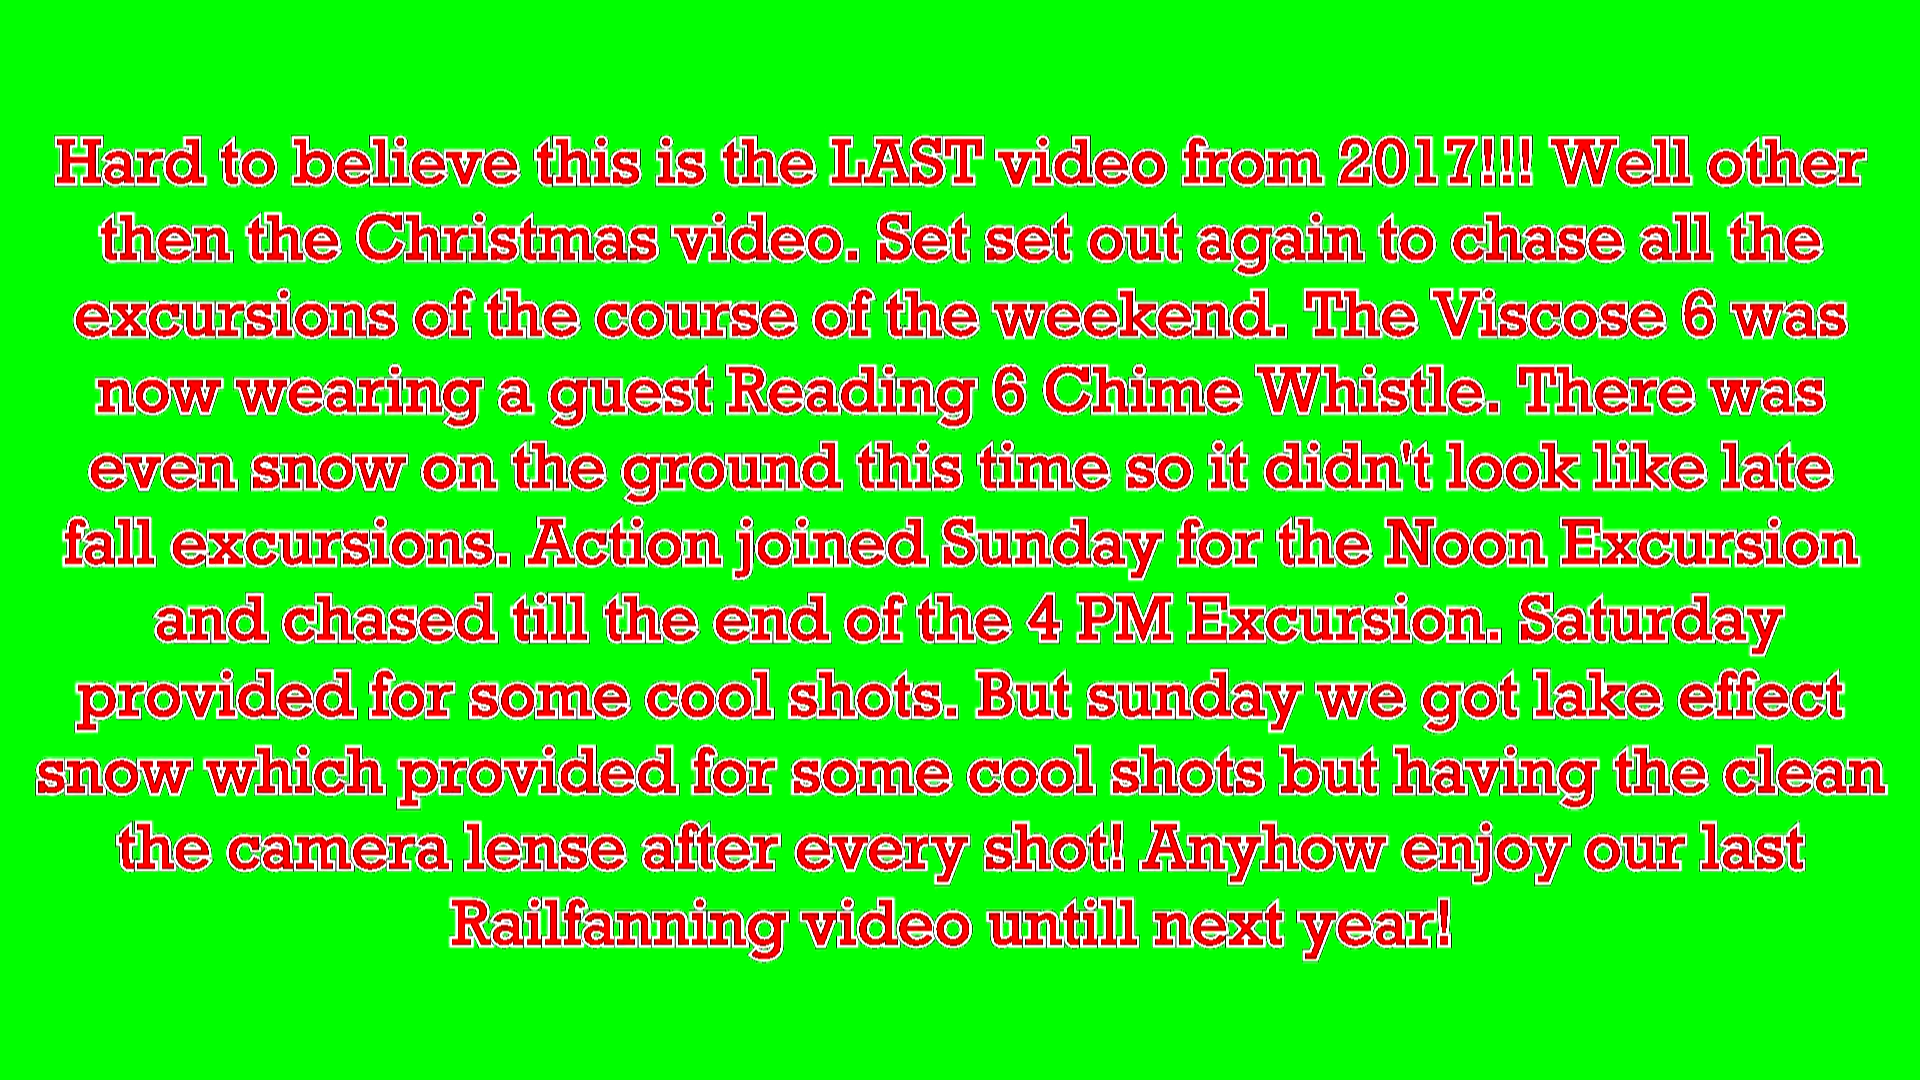 Hard to believe this is the LAST video from 2017!!! Well other
then the Christmas video. Set set out again to chase all the
excursions of the course of the weekend. The Viscose 6 was
now wearing a guest Reading 6 Chime Whistle. There was
even snow on the ground this time so it didn't look like late
fall excursions. Action joined Sunday for the Noon Excursion
and chased till the end of the 4 PM Excursion. Saturday
provided for some cool shots. But sunday we got lake effect
snow which provided for some cool shots but having the clean
the camera lense after every shot! Anyhow enjoy our last
Railfanning video untill next year!